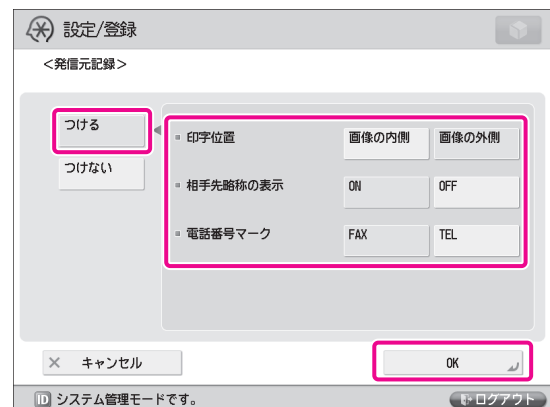 設定/登録
<発信元記録>
つける
つけない
印字位置 画像の内側 画像の外側
相手先略称の表示 ON OFF
電話番号マーク FAX TEL
× キャンセル OK
ID システム管理モードです。 ログアウト